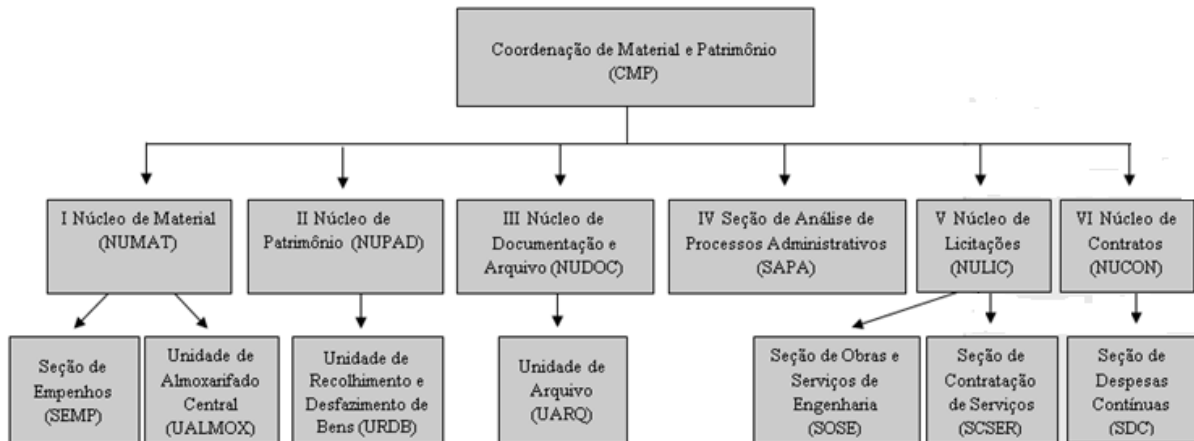 Coordenação de Material e Patrimônio
(CMP)
I Núcleo de Material
(NUMAT)
II Núcleo de
Patrimônio (NUPAD)
III Núcleo de
Documentação e
Arquivo (NUDOC)
IV Seção de Análise de
Processos Administrativos
(SAPA)
V Núcleo de
Licitações
(NULIC)
VI Núcleo de
Contratos
(NUCON)
Seção de
Empenhos
(SEMP)
Unidade de
Almoxarifado
Central
(UALMOX)
Unidade de
Recolhimento e
Desfazimento de
Bens (URDB)
Unidade de
Arquivo
(UARQ)
Seção de Obras e
Serviços de
Engenharia
(SOSE)
Seção de
Contratação
de Serviços
(SCSER)
Seção de
Despesas
Contínuas
(SDC)